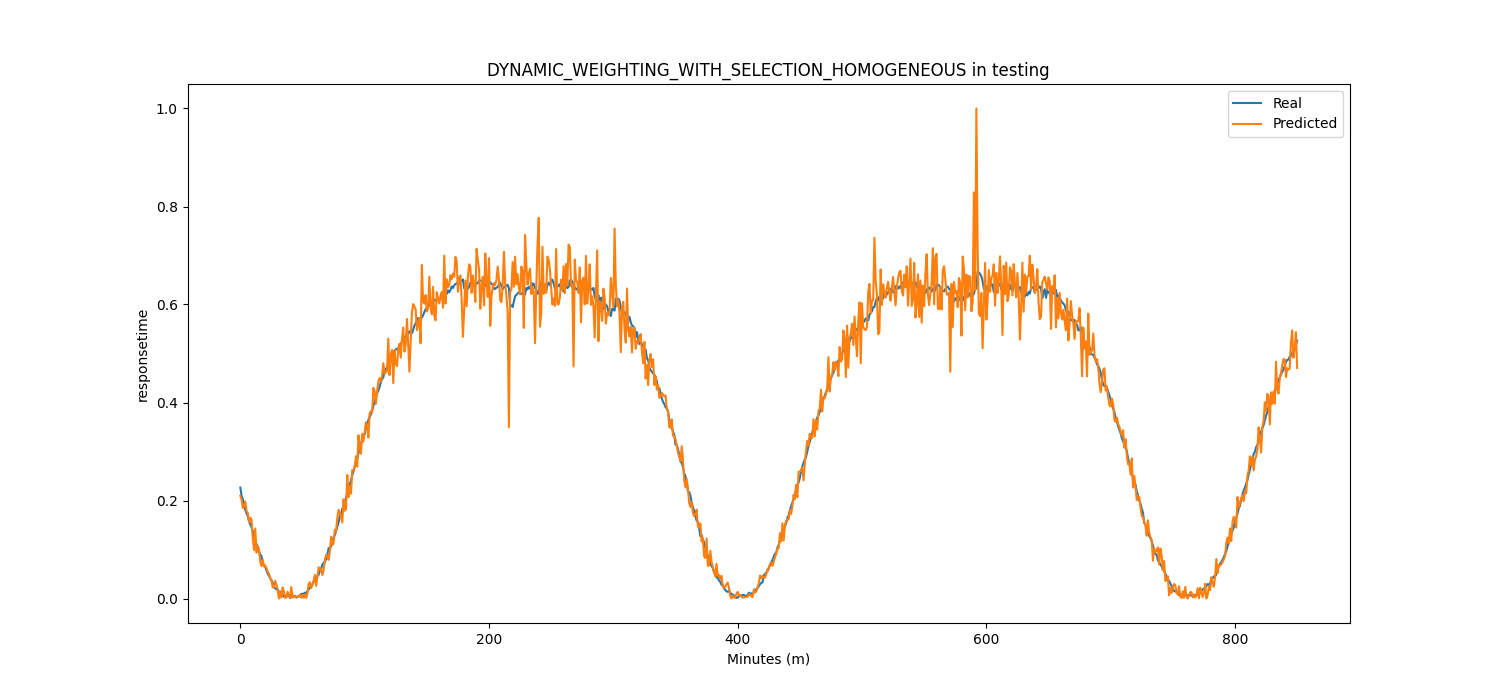 DYNAMIC_WEIGHTING_WITH_SELECTION_HOMOGENEOUS in testing
Real
Predicted
1.0
0.8
0.6
0.4
0.2
0.0
responsetime
0 200 400 600 800
Minutes (m)